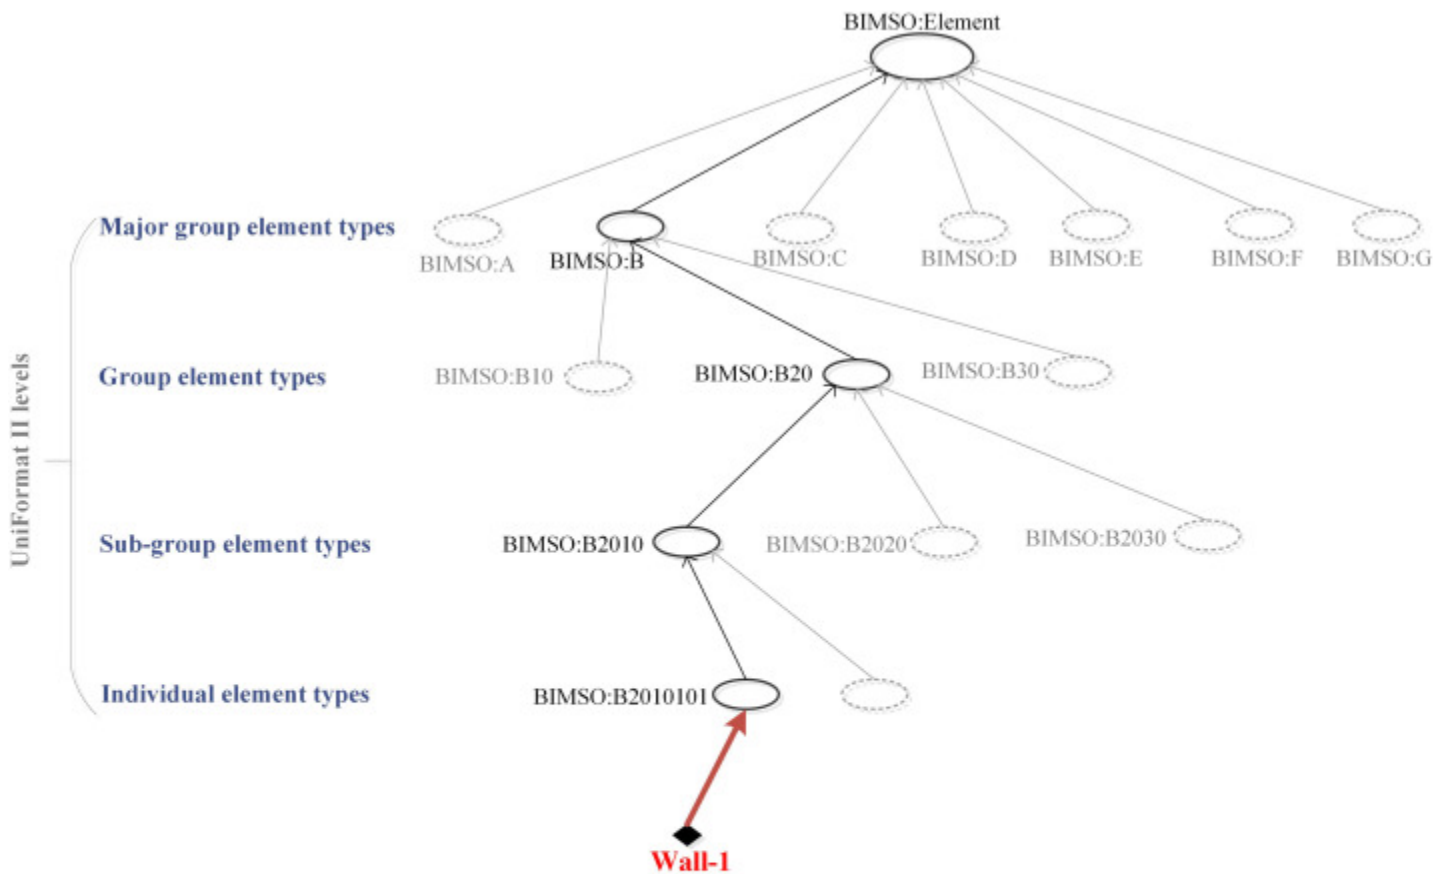 BIMSO:Element
Major group element types
BIMSO:A
BIMSO:B
BIMSO:C
BIMSO:D
BIMSO:E
BIMSO:F
BIMSO:G
UniFormat II levels
Group element types
BIMSO:B10
BIMSO:B20
BIMSO:B30
Sub-group element types
BIMSO:B2010
BIMSO:B2020
BIMSO:B2030
Individual element types
BIMSO:B2010101
Wall-1